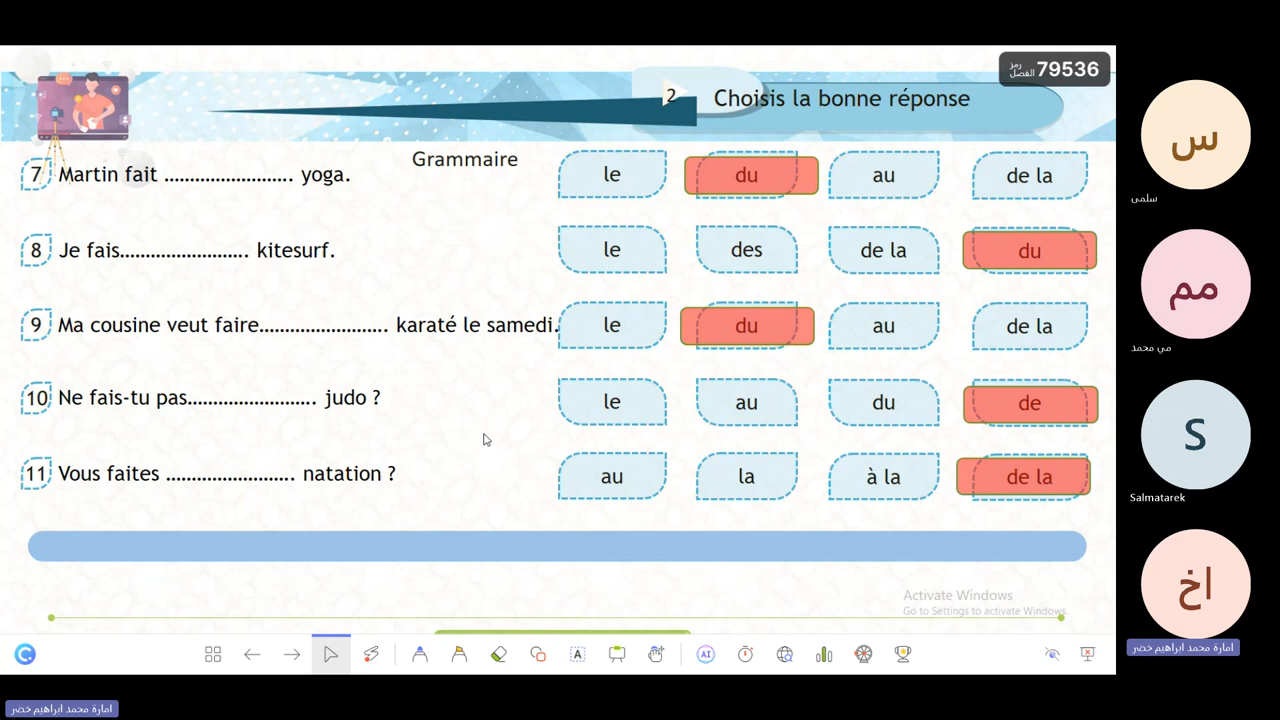 79536
رمز
الفصل
2
Choisis la bonne réponse
Grammaire
7 Martin fait ......................... yoga. le du au de la
8 Je fais......................... kitesurf. le des de la du
9 Ma cousine veut faire......................... karaté le samedi. le du au de la
10 Ne fais-tu pas......................... judo ? le au du de
11 Vous faites ......................... natation ? au la à la de la
Activate Windows
Go to Settings to activate Windows.
AI
س
سلمى
مم
مي محمد
S
Salmatarek
اخ
امارة محمد ابراهيم خضر
امارة محمد ابراهيم خضر